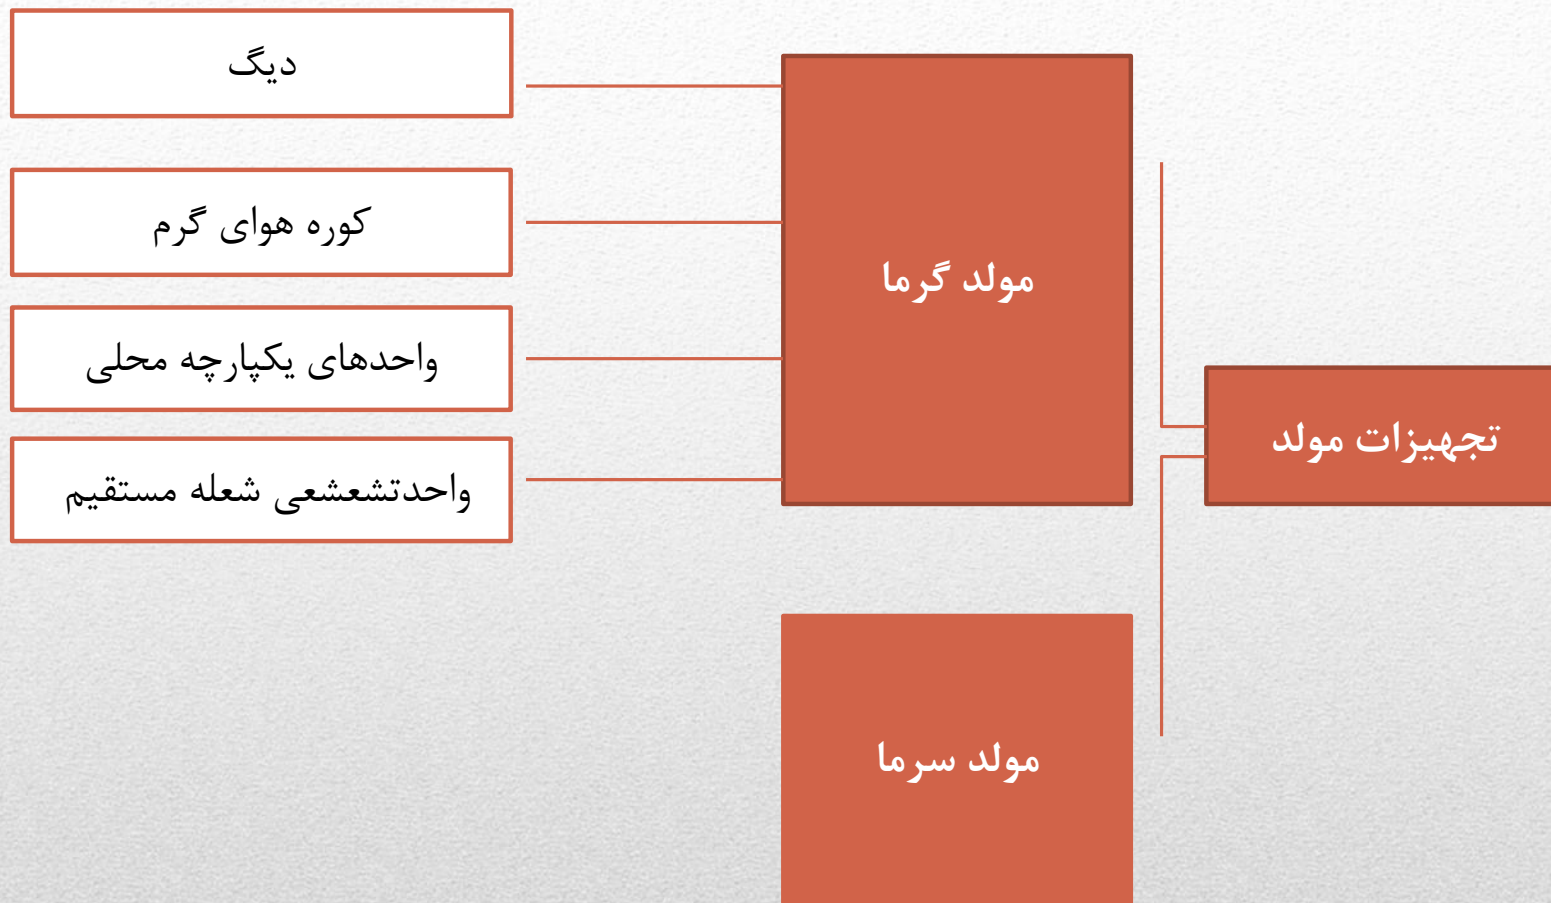 تجهیزات مولد
مولد گرما
دیگ
کوره هوای گرم
واحدهای یکپارچه محلی
واحدتشعشعی شعله مستقیم
مولد سرما